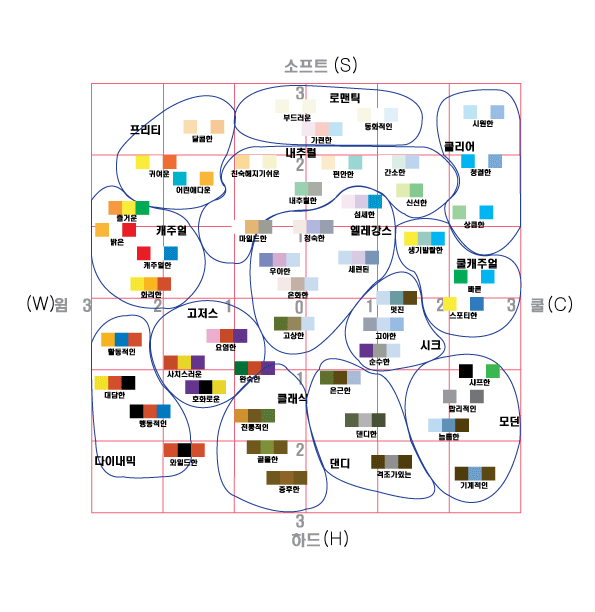 소프트 (S)
3
로맨틱
부드러운
동화적인
가련한
프리티
달콤한
클리어
시원한
내추럴
2
귀여운
어린애다운
친숙해지기쉬운
편안한
간소한
청결한
내추럴한
신선한
즐거운
섬세한
상큼한
캐주얼
밝은
마일드한
1
정숙한
엘레강스
생기발랄한
캐주얼한
우아한
세련된
쿨캐주얼
빠른
화려한
온화한
(W)웜
3
2
1
0
1
2
3
쿨(C)
고저스
멋진
스포티한
고상한
고아한
시크
요염한
활동적인
순수한
사치스러운
완숙한
1
샤프한
대담한
호화로운
클래식
은근한
합리적인
행동적인
전통적인
댄디한
모던
늠름한
다이내믹
와일드한
골몰한
2
댄디
격조가있는
중후한
기계적인
3
하드(H)